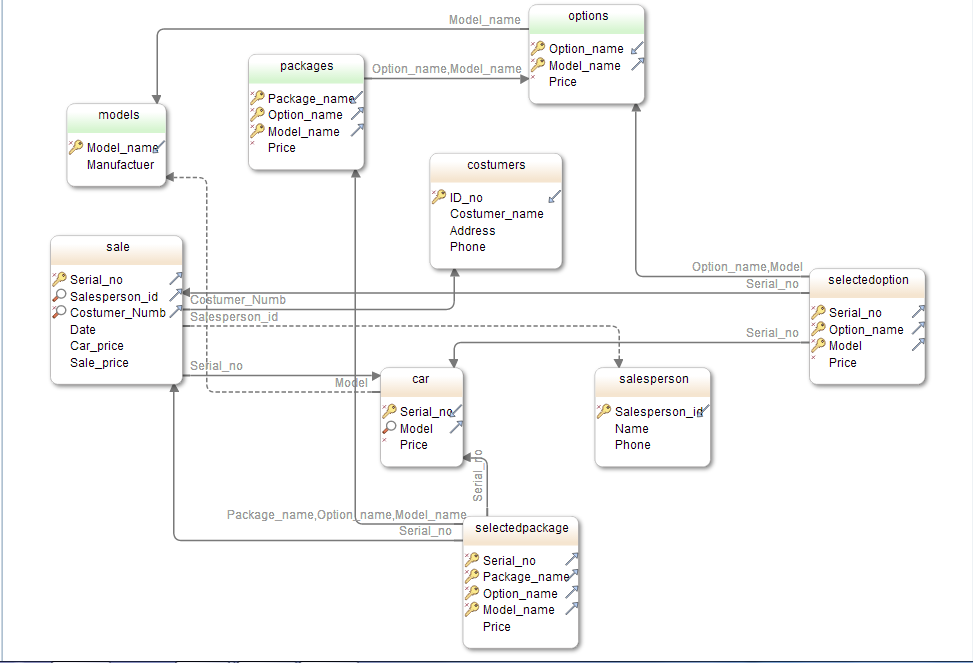 Model_name
options
Option_name
Model_name
Price
packages
Option_name,Model_name
Package_name
Option_name
Model_name
Price
models
Model_name
Manufactuer
costumers
ID_no
Costumer_name
Address
Phone
sale
Serial_no
Salesperson_id
Costumer_Numb
Date
Car_price
Sale_price
Costumer_Numb
Salesperson_id
Serial_no
Model
Option_name,Model
Serial_no
selectedoption
Serial_no
Option_name
Model
Price
Serial_no
car
Serial_no
Model
Price
salesperson
Salesperson_id
Name
Phone
Serial_no
Package_name,Option_name,Model_name
Serial_no
selectedpackage
Serial_no
Package_name
Option_name
Model_name
Price